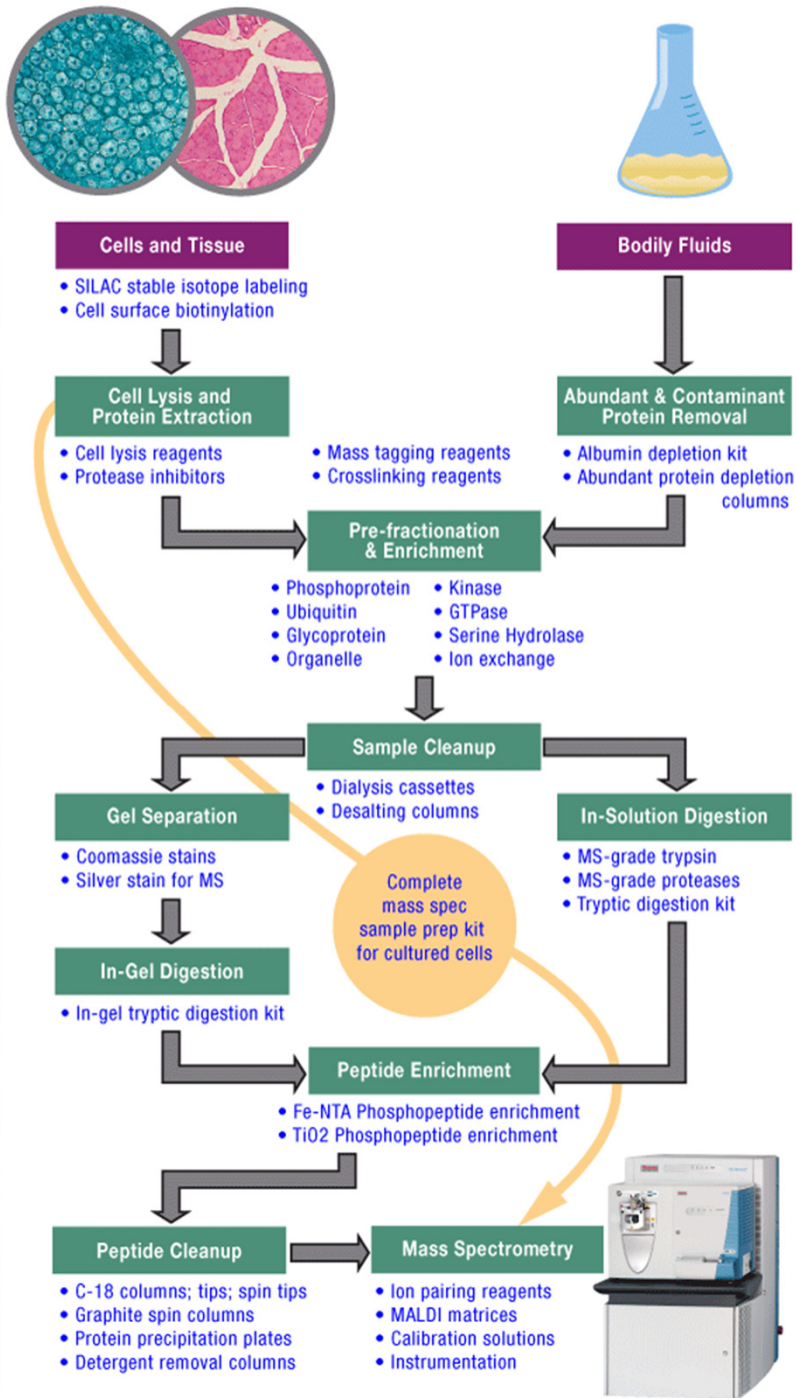 Cells and Tissue
• SILAC stable isotope labeling
• Cell surface biotinylation
Bodily Fluids
Cell Lysis and
Protein Extraction
• Cell lysis reagents
• Protease inhibitors
• Mass tagging reagents
• Crosslinking reagents
Abundant & Contaminant
Protein Removal
• Albumin depletion kit
• Abundant protein depletion
columns
Pre-fractionation
& Enrichment
• Phosphoprotein
• Ubiquitin
• Glycoprotein
• Organelle
• Kinase
• GTPase
• Serine Hydrolase
• Ion exchange
Sample Cleanup
• Dialysis cassettes
• Desalting columns
Gel Separation
• Coomassie stains
• Silver stain for MS
In-Solution Digestion
• MS-grade trypsin
• MS-grade proteases
• Tryptic digestion kit
Complete
mass spec
sample prep kit
for cultured cells
In-Gel Digestion
• In-gel tryptic digestion kit
Peptide Enrichment
• Fe-NTA Phosphopeptide enrichment
• TiO2 Phosphopeptide enrichment
Peptide Cleanup
• C-18 columns; tips; spin tips
• Graphite spin columns
• Protein precipitation plates
• Detergent removal columns
Mass Spectrometry
• Ion pairing reagents
• MALDI matrices
• Calibration solutions
• Instrumentation